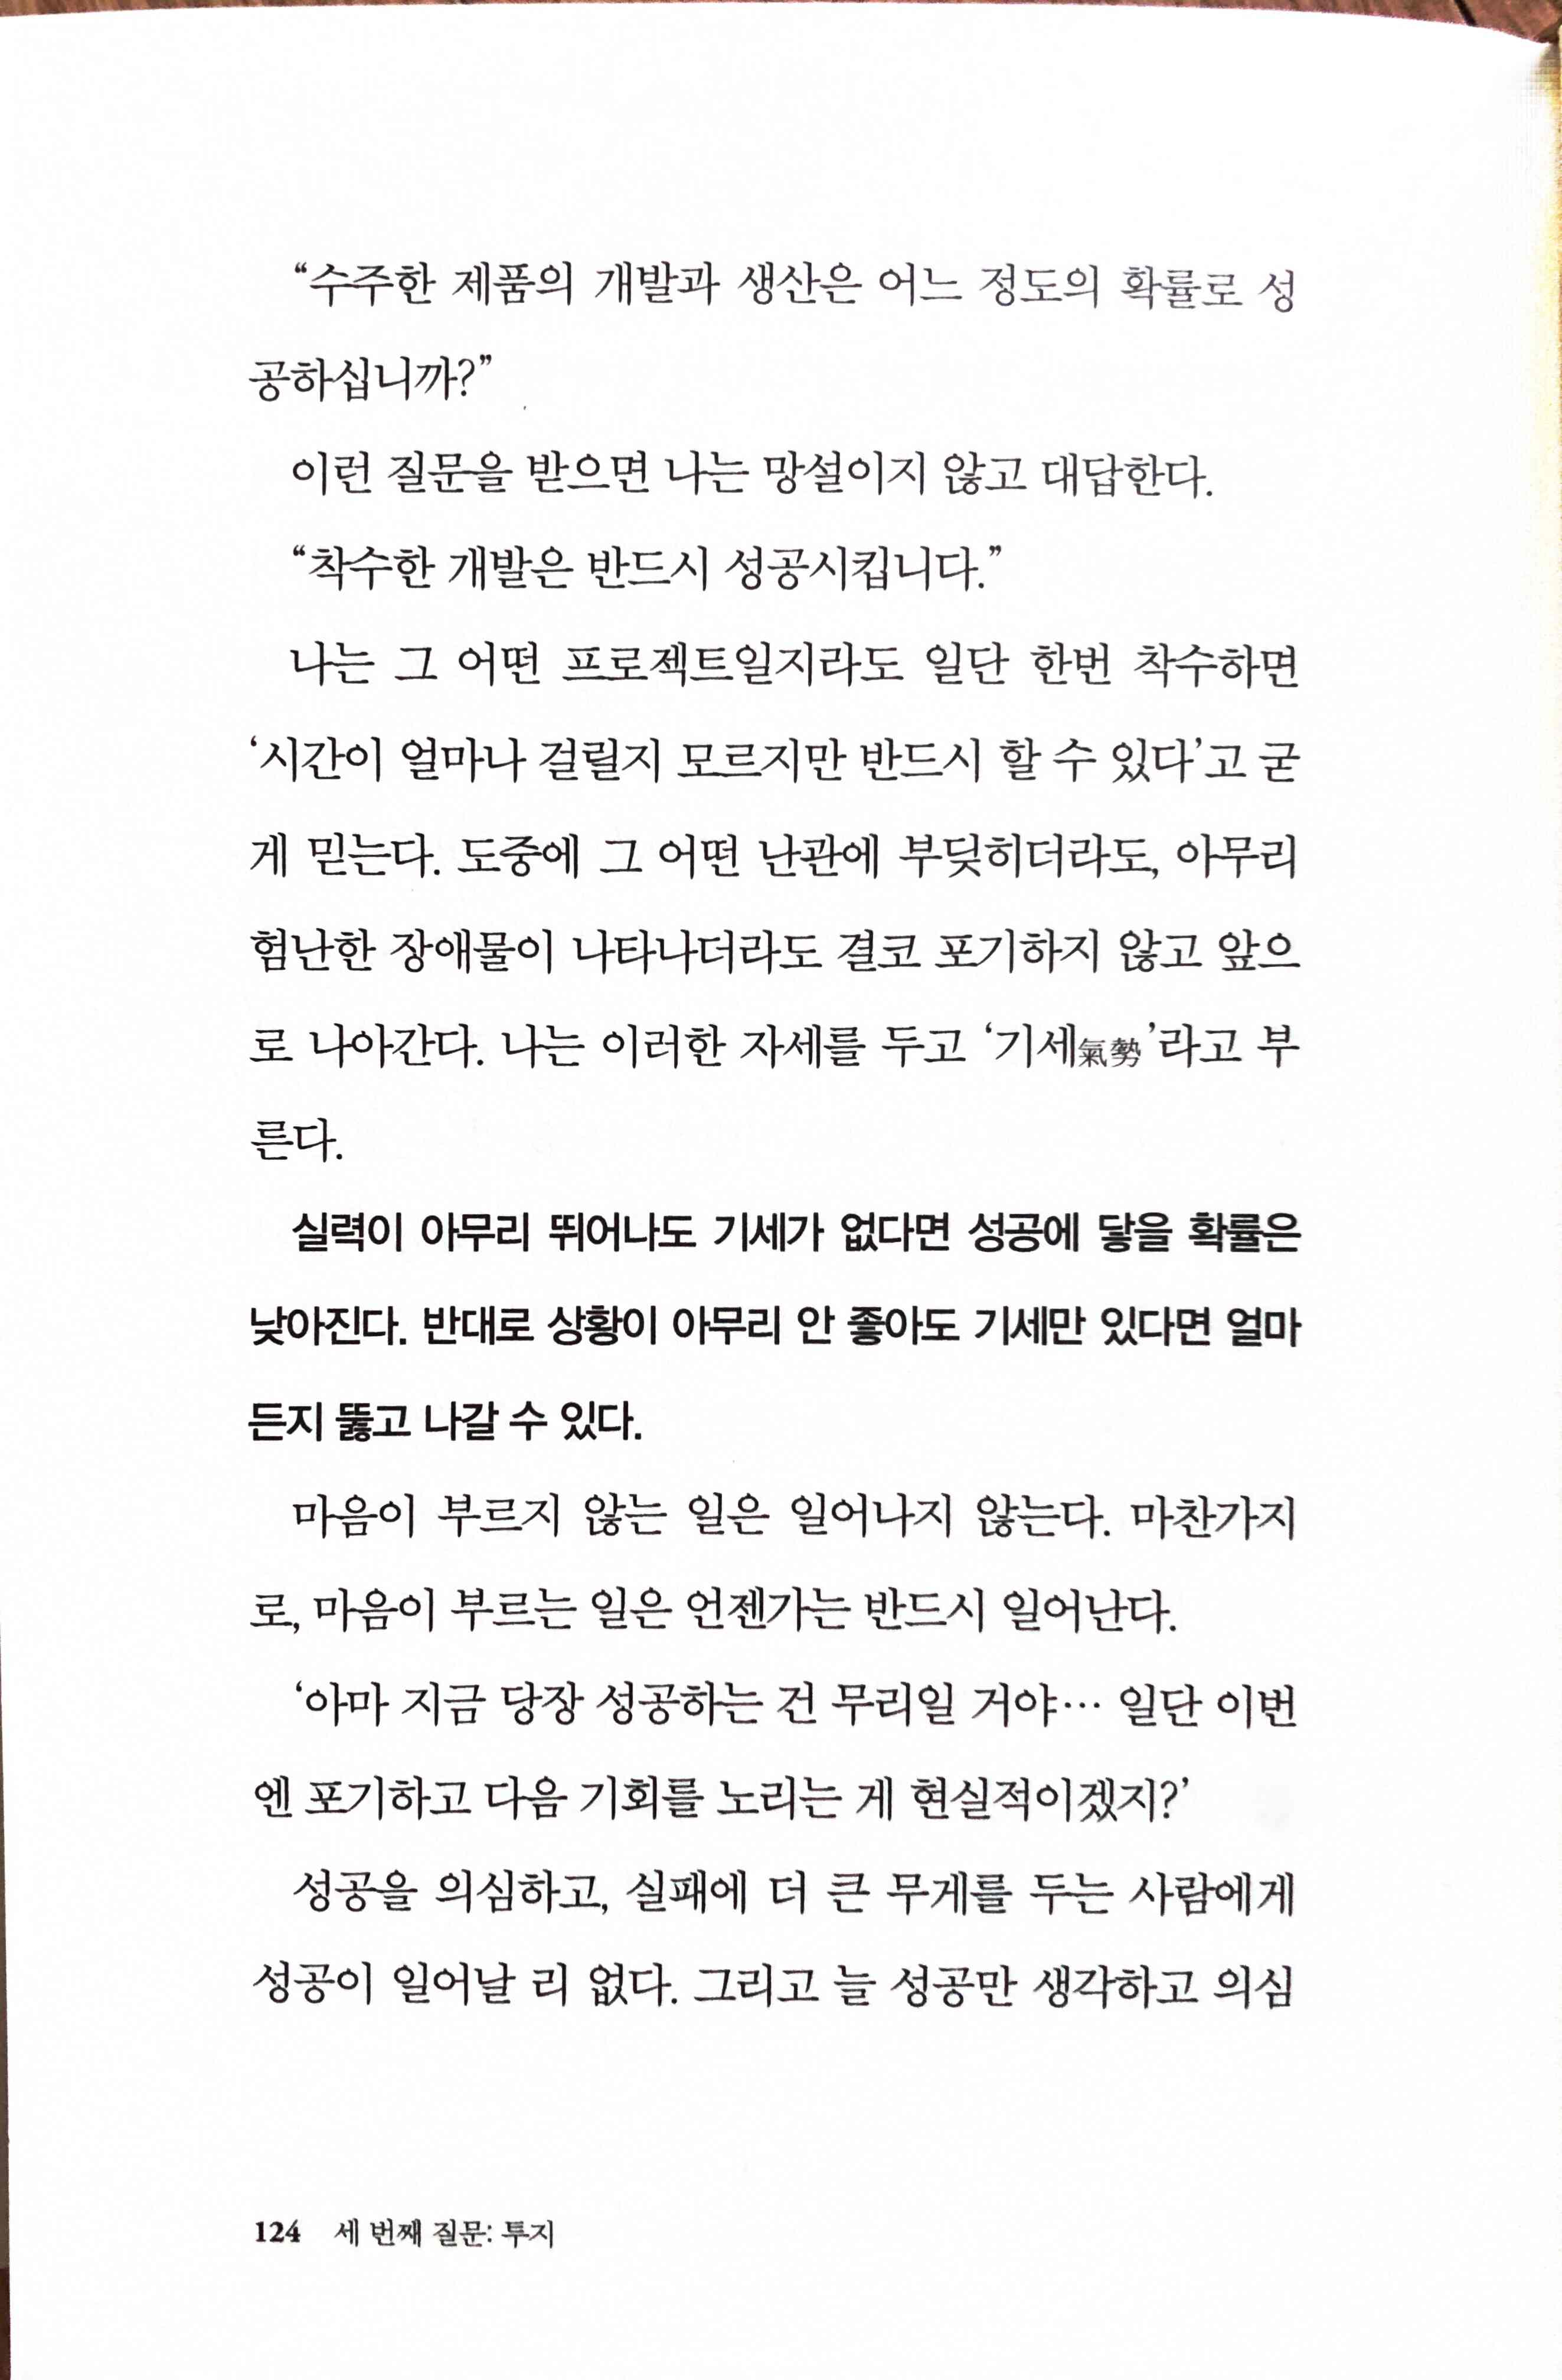 “수주한 제품의 개발과 생산은 어느 정도의 확률로 성
공하십니까?”
이런 질문을 받으면 나는 망설이지 않고 대답한다.
“착수한 개발은 반드시 성공시킵니다.”
나는 그 어떤 프로젝트일지라도 일단 한번 착수하면
‘시간이 얼마나 걸릴지 모르지만 반드시 할 수 있다’고 굳
게 믿는다. 도중에 그 어떤 난관에 부딪히더라도, 아무리
험난한 장애물이 나타나더라도 결코 포기하지 않고 앞으
로 나아간다. 나는 이러한 자세를 두고 ‘기세氣勢’라고 부
른다.
실력이 아무리 뛰어나도 기세가 없다면 성공에 닿을 확률은
낮아진다. 반대로 상황이 아무리 안 좋아도 기세만 있다면 얼마
든지 뚫고 나갈 수 있다.
마음이 부르지 않는 일은 일어나지 않는다. 마찬가지
로, 마음이 부르는 일은 언젠가는 반드시 일어난다.
‘아마 지금 당장 성공하는 건 무리일 거야… 일단 이번
엔 포기하고 다음 기회를 노리는 게 현실적이겠지?’
성공을 의심하고, 실패에 더 큰 무게를 두는 사람에게
성공이 일어날 리 없다. 그리고 늘 성공만 생각하고 의심
124 세 번째 질문: 투지